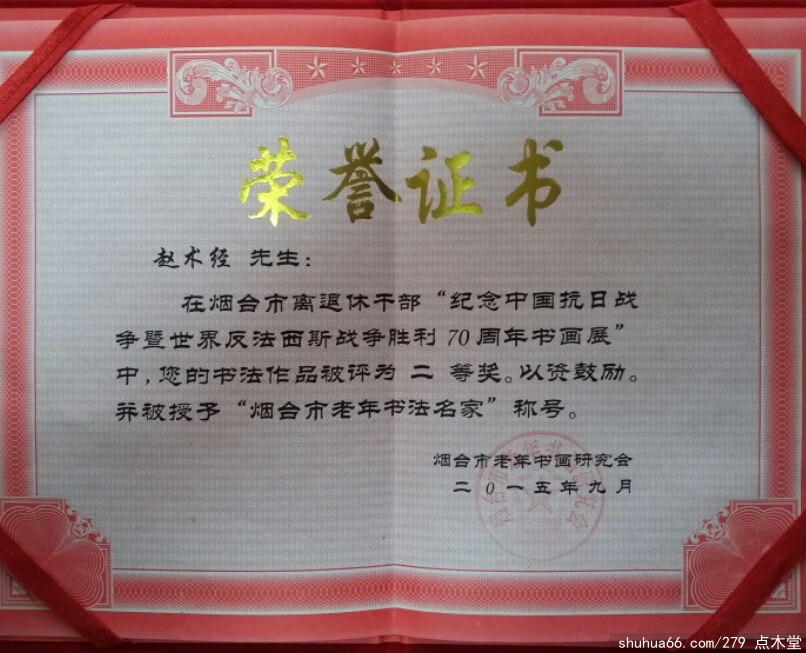 荣誉证书
赵术经 先生：
在烟台市离退休干部“纪念中国抗日战
争暨世界反法西斯战争胜利70周年书画展”
中，您的书法作品被评为 二 等奖。以资鼓励。
并被授予“烟台市老年书法名家”称号。
烟台市老年书画研究会
二0一五年九月
shuhua66.com/279 点木堂